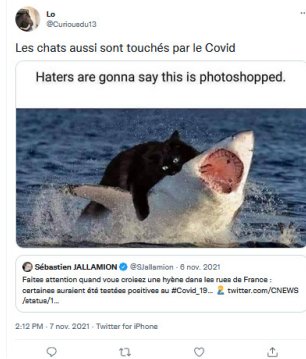 Lo
@Curiouedu13
Les chats aussi sont touchés par le Covid
Haters are gonna say this is photoshopped.
Sébastien JALLAMION @SJallamion · 6 nov. 2021
Faites attention quand vous croisez une hyène dans les rues de France :
certaines auraient été testées positives au #Covid_19... twitter.com/CNEWS
/status/1...
2:12 PM · 7 nov. 2021 · Twitter for iPhone